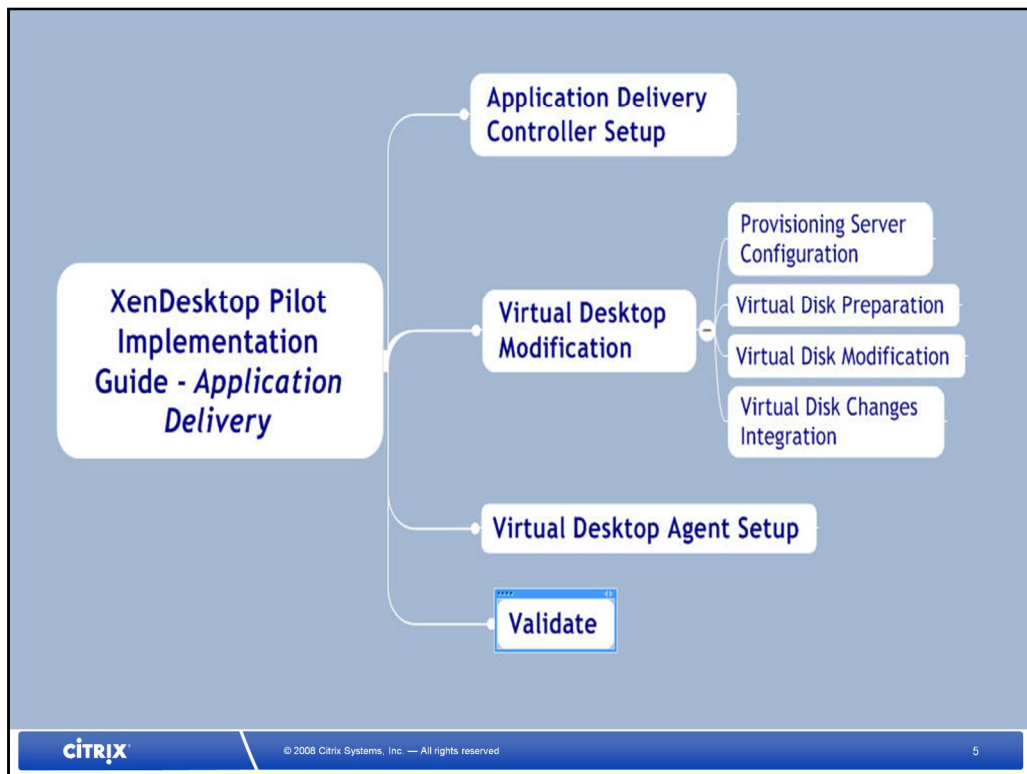 Application Delivery
Controller Setup
XenDesktop Pilot
Implementation
Guide - Application
Delivery
Virtual Desktop
Modification
Provisioning Server
Configuration
Virtual Disk Preparation
Virtual Disk Modification
Virtual Disk Changes
Integration
Virtual Desktop Agent Setup
Validate
CİTRIX
© 2008 Citrix Systems, Inc. — All rights reserved
5